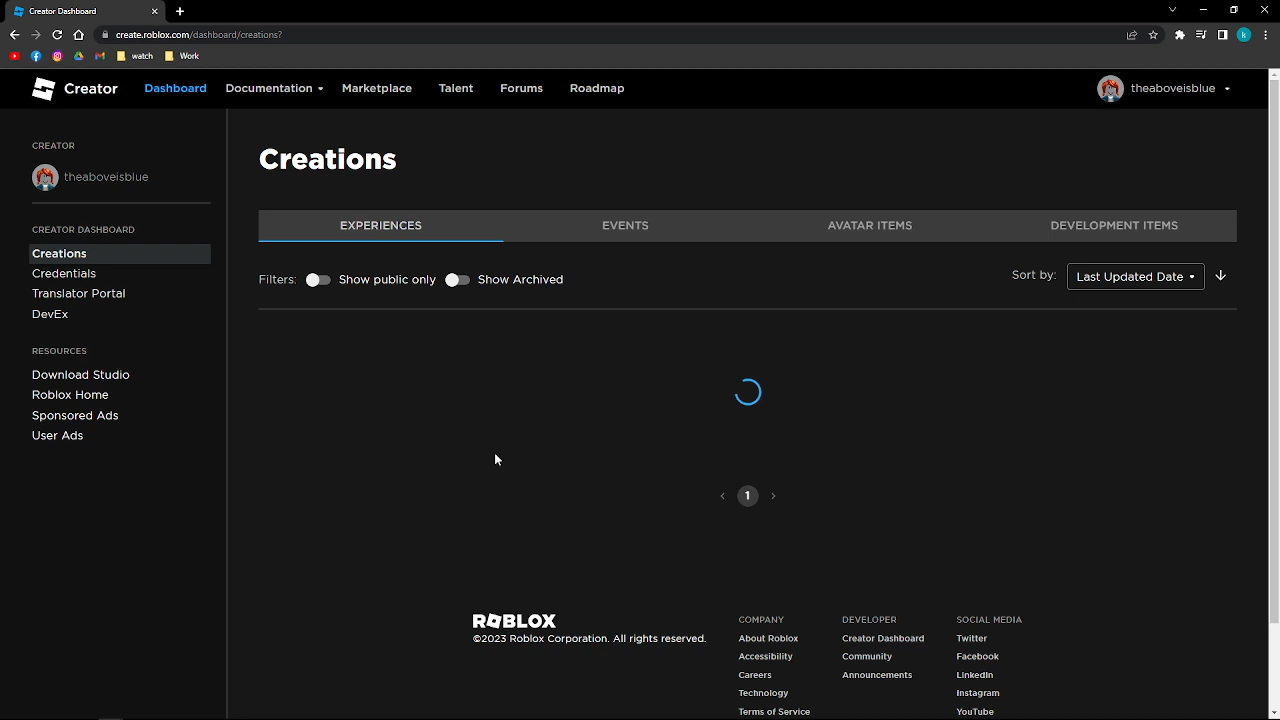 Creator Dashboard
create.roblox.com/dashboard/creations?
k
watch
Work
Creator
Dashboard
Documentation
Marketplace
Talent
Forums
Roadmap
theaboveisblue
CREATOR
theaboveisblue
CREATOR DASHBOARD
Creations
Credentials
Translator Portal
DevEx
RESOURCES
Download Studio
Roblox Home
Sponsored Ads
User Ads
Creations
EXPERIENCES
EVENTS
AVATAR ITEMS
DEVELOPMENT ITEMS
Filters:
Show public only
Show Archived
Sort by:
Last Updated Date
1
ROBLOX
©2023 Roblox Corporation. All rights reserved.
COMPANY
About Roblox
Accessibility
Careers
Technology
Terms of Service
DEVELOPER
Creator Dashboard
Community
Announcements
SOCIAL MEDIA
Twitter
Facebook
LinkedIn
Instagram
YouTube